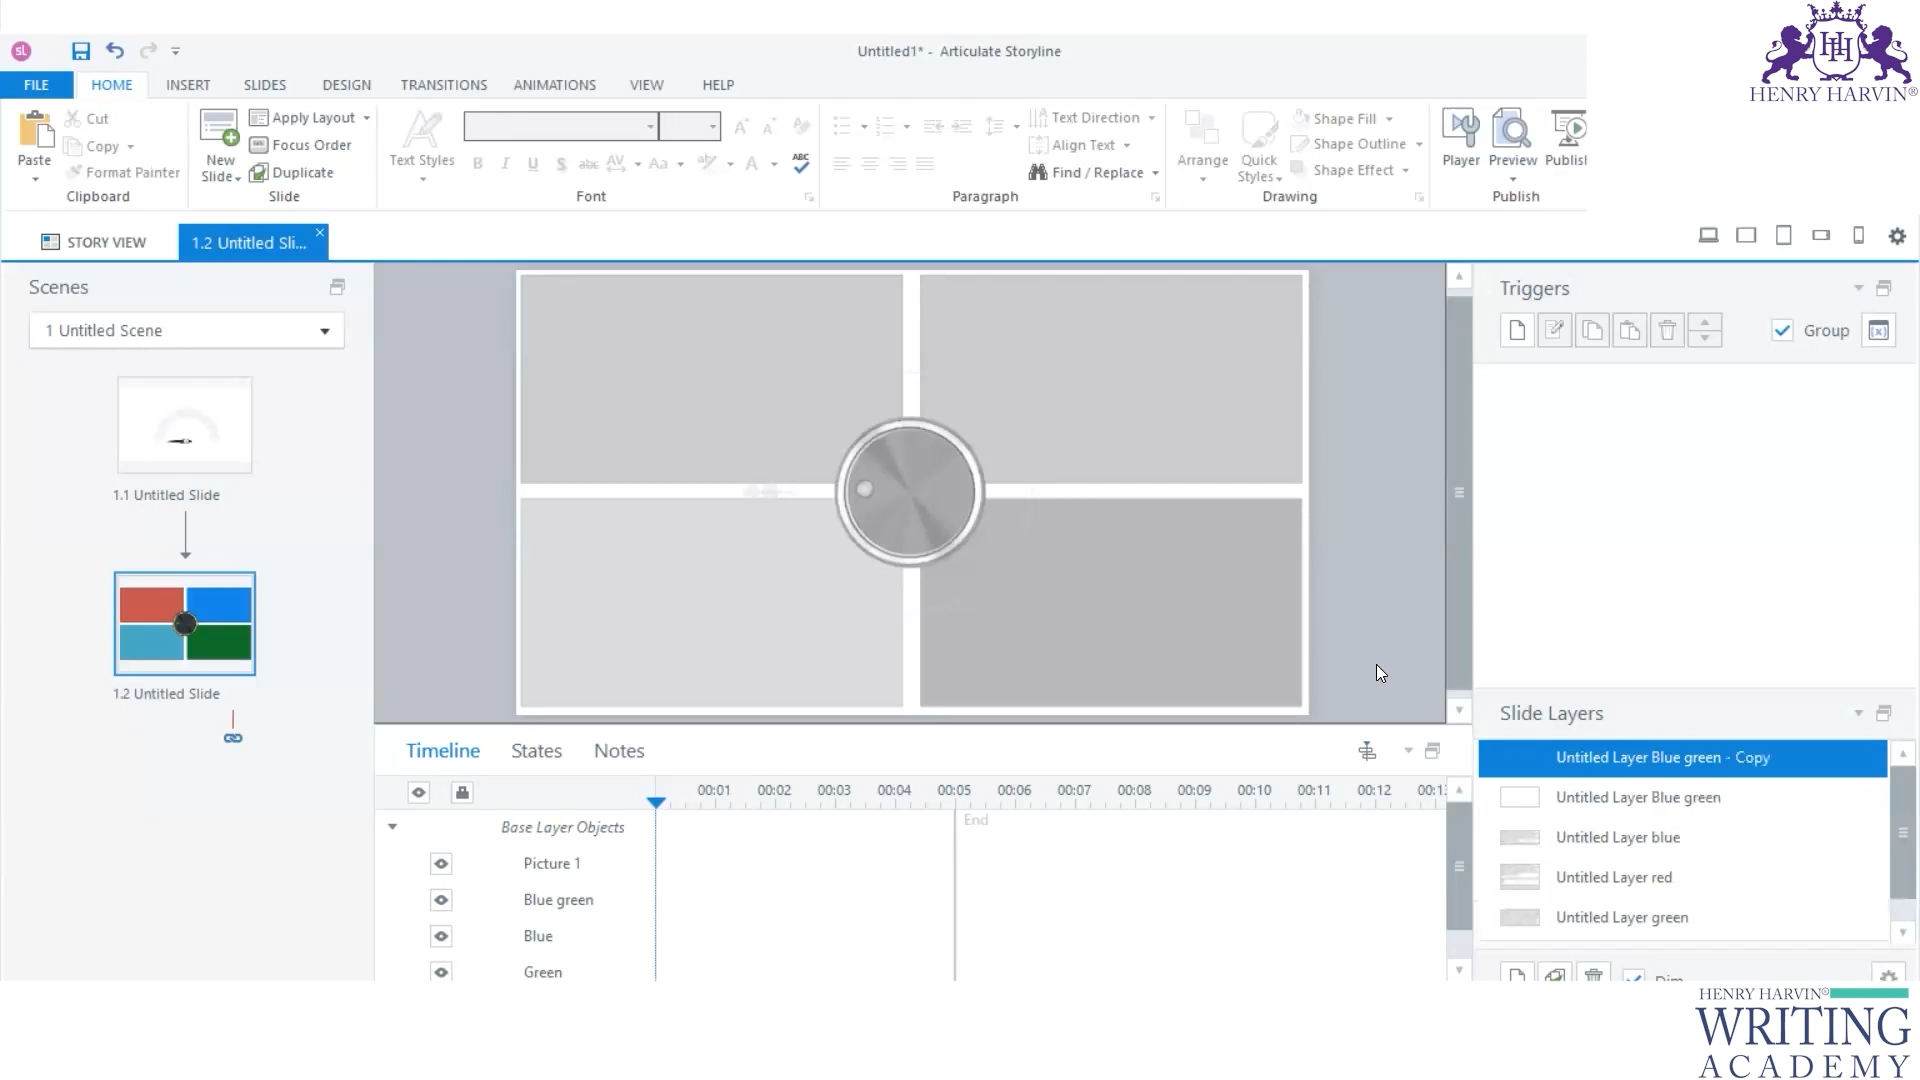 sl
Untitled1* - Articulate Storyline
HENRY HARVIN®
FILE HOME INSERT SLIDES DESIGN TRANSITIONS ANIMATIONS VIEW HELP
Paste
Cut
Copy
Format Painter
Clipboard
New Slide
Apply Layout
Focus Order
Duplicate
Slide
Text Styles
B I U S abc AV Aa A ABC
Font
Text Direction
Align Text
Find / Replace
Paragraph
Arrange
Quick Styles
Shape Fill
Shape Outline
Shape Effect
Drawing
Player Preview Publish
Publish
STORY VIEW
1.2 Untitled Sli...
Scenes
1 Untitled Scene
1.1 Untitled Slide
1.2 Untitled Slide
Triggers
Group
Timeline States Notes
00:01 00:02 00:03 00:04 00:05 00:06 00:07 00:08 00:09 00:10 00:11 00:12 00:13
End
Base Layer Objects
Picture 1
Blue green
Blue
Green
Slide Layers
Untitled Layer Blue green - Copy
Untitled Layer Blue green
Untitled Layer blue
Untitled Layer red
Untitled Layer green
HENRY HARVIN®
WRITING
ACADEMY